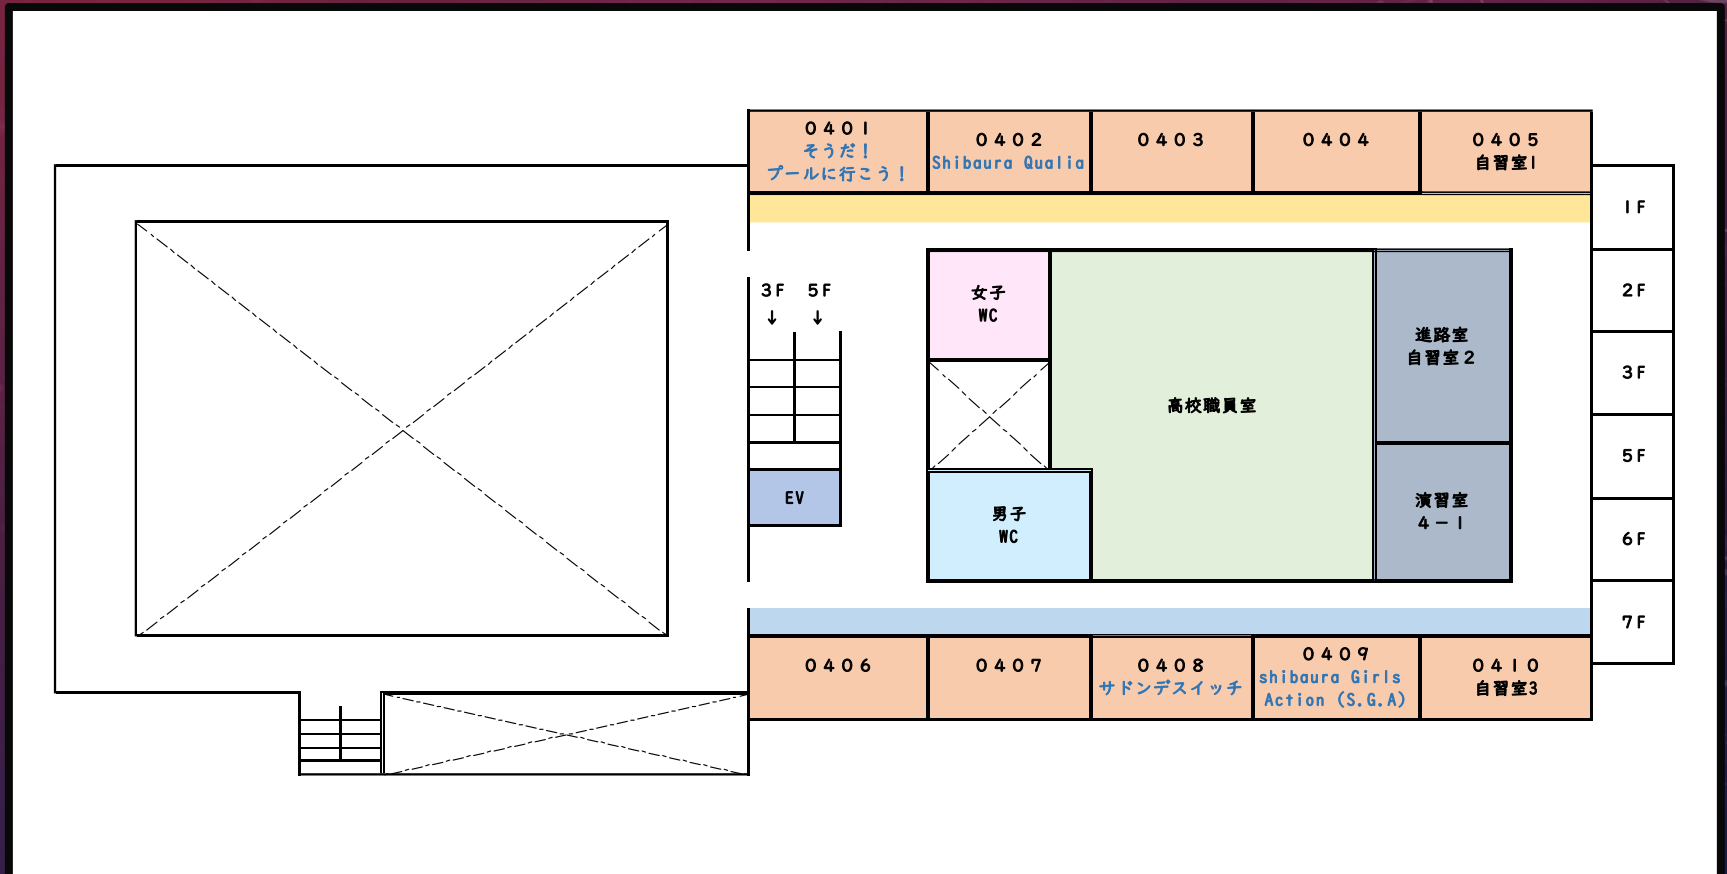 0401
そうだ！
プールに行こう！
0402
Shibaura Qualia
0403
0404
0405
自習室1
1F
2F
3F
5F
6F
7F
3F 5F
↓ ↓
EV
女子
WC
男子
WC
高校職員室
進路室
自習室２
演習室
４－１
0406
0407
0408
サドンデスイッチ
0409
shibaura Girls
Action (S.G.A)
0410
自習室3